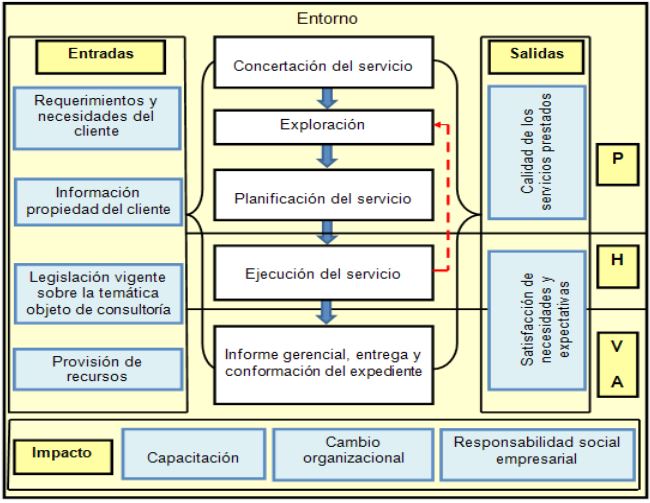 Entorno
Entradas
Requerimientos y
necesidades del
cliente
Información
propiedad del cliente
Legislación vigente
sobre la temática
objeto de consultoría
Provisión de
recursos
Concertación del servicio
Exploración
Planificación del servicio
Ejecución del servicio
Informe gerencial, entrega y
conformación del expediente
Salidas
Calidad de los
servicios prestados
Satisfacción de
necesidades y
expectativas
P
H
V
A
Impacto
Capacitación
Cambio
organizacional
Responsabilidad social
empresarial